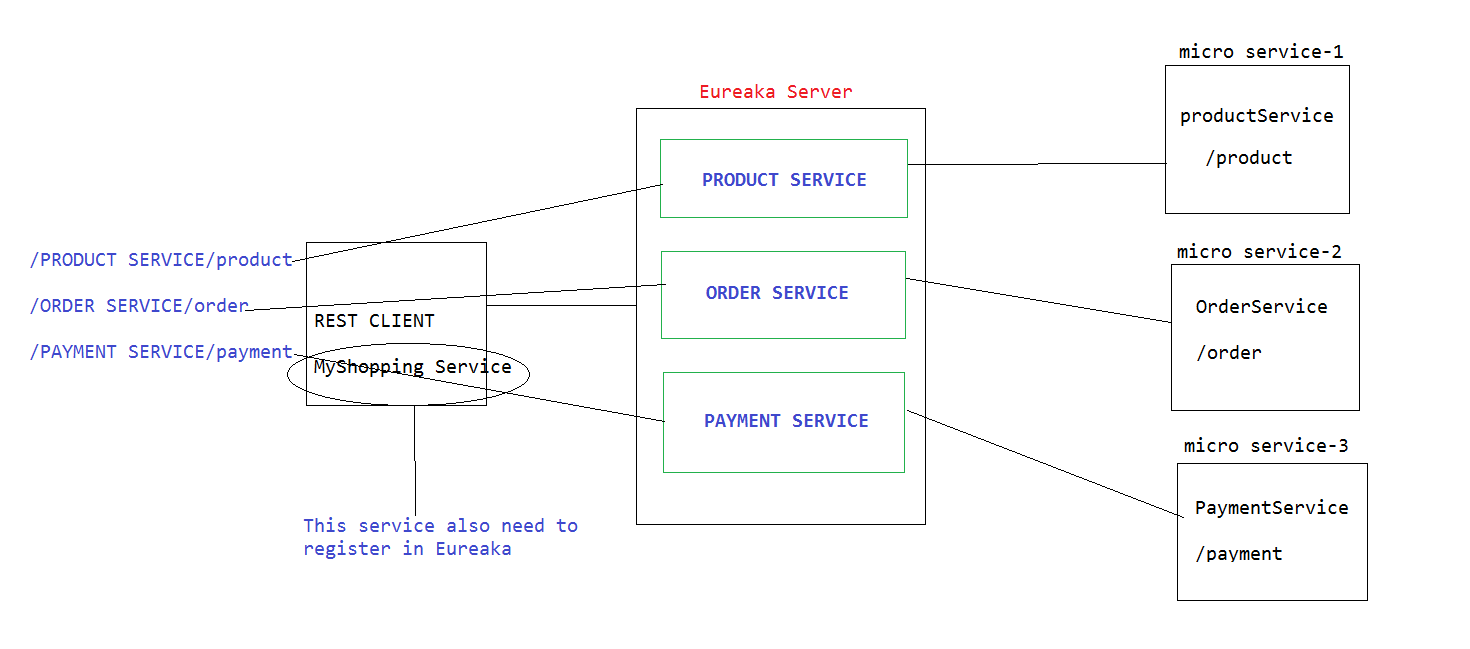 micro service-1
Eureaka Server
productService
/product
PRODUCT SERVICE
/PRODUCT SERVICE/product
micro service-2
/ORDER SERVICE/order
ORDER SERVICE
OrderService
REST CLIENT
/order
/PAYMENT SERVICE/payment
MyShopping Service
PAYMENT SERVICE
micro service-3
PaymentService
/payment
This service also need to
register in Eureaka